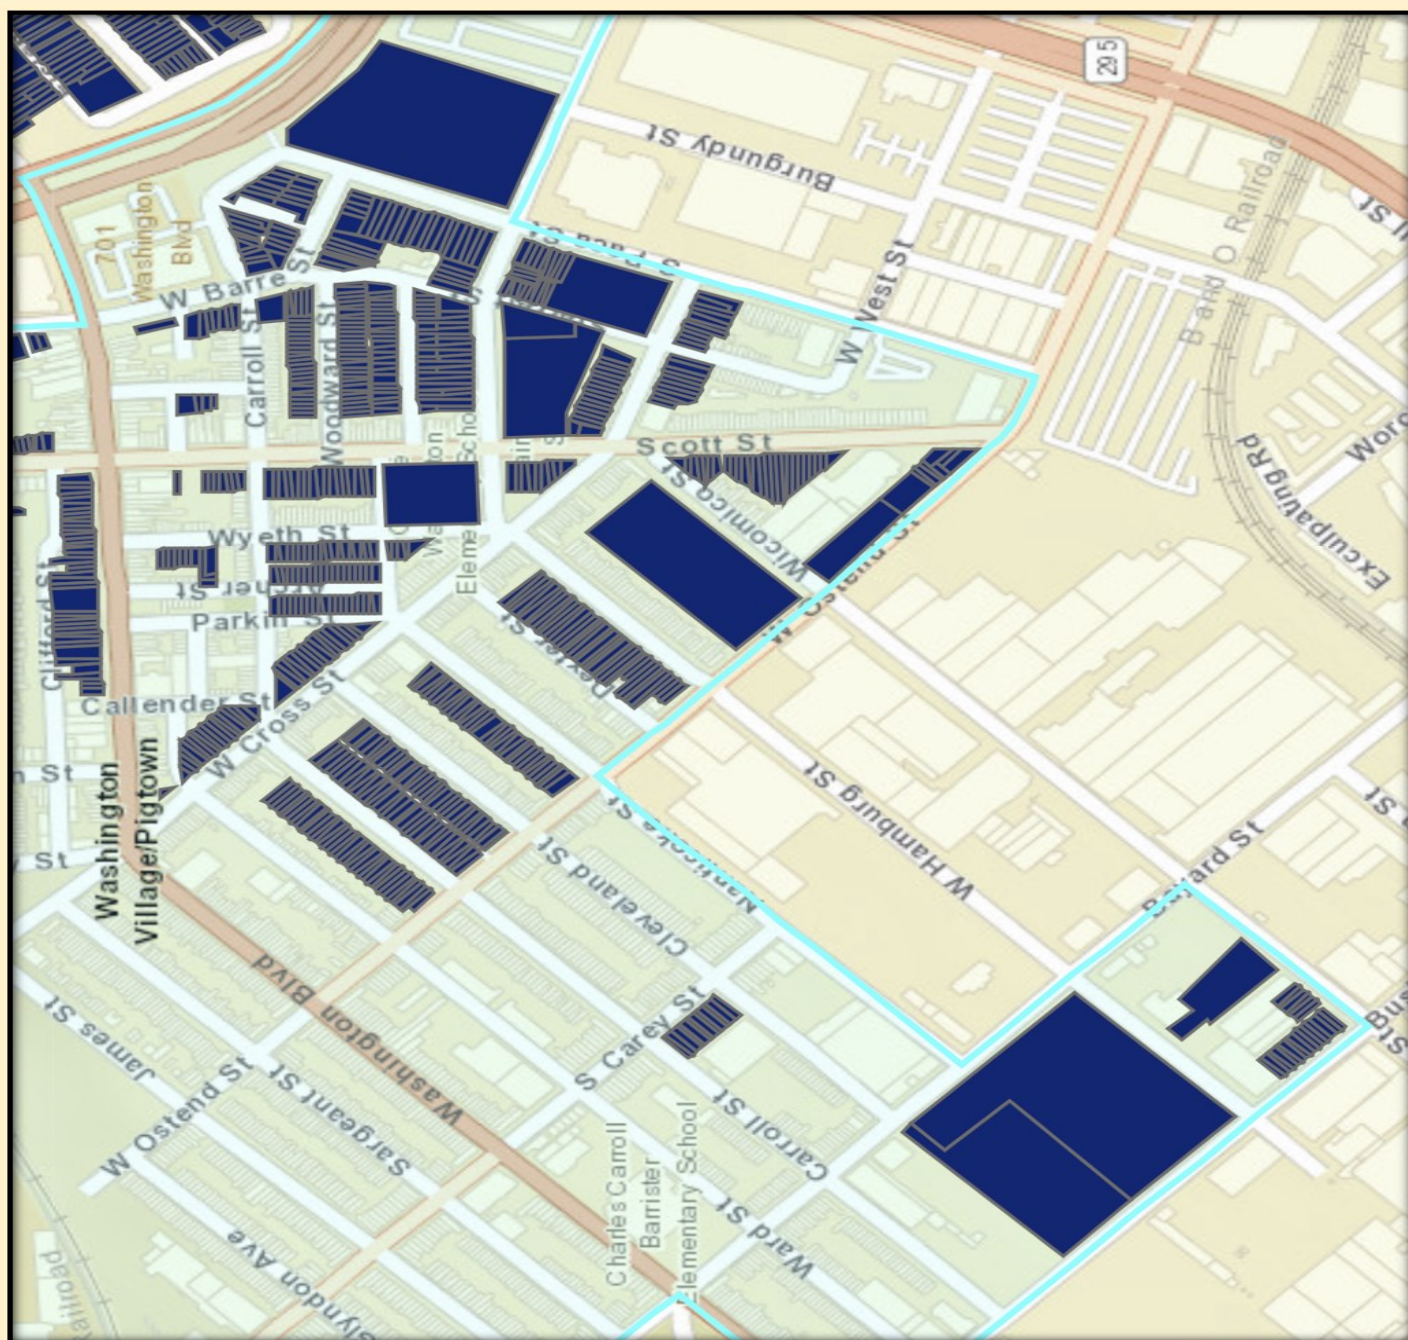 295
Burgundy St
701
Washington
Blvd
S Paca St
B and O Railroad
W Barre St
W West St
Carroll St
Woodward St
Scott St
Wicomico St
Exculpating Rd
Wyeth St
Archer St
Parkin St
Clifford St
Dexter St
W Ostend St
Callender St
W Cross St
Washington
Village/Pigtown
W Hamburg St
Nanticoke St
Bayard St
Cleveland St
Washington Blvd
S Carey St
James St
Sargeant St
W Ostend St
Carroll St
Charles Carroll
Barrister
Elementary School
Ward St
Glyndon Ave
Railroad